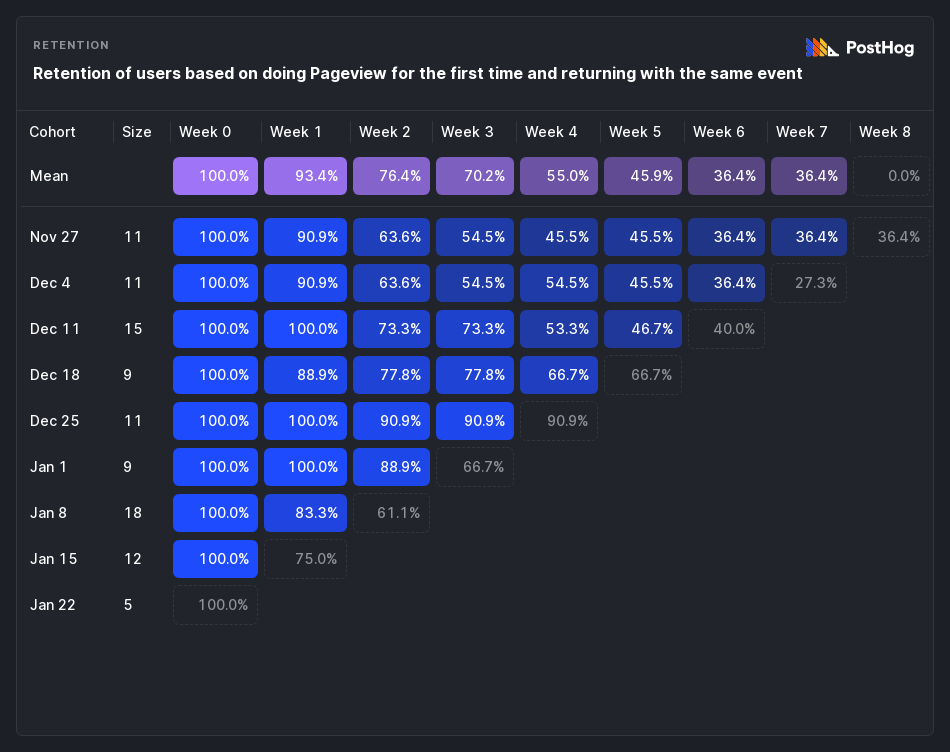 RETENTION
PostHog
Retention of users based on doing Pageview for the first time and returning with the same event
Cohort Size Week 0 Week 1 Week 2 Week 3 Week 4 Week 5 Week 6 Week 7 Week 8
Mean 100.0% 93.4% 76.4% 70.2% 55.0% 45.9% 36.4% 36.4% 0.0%
Nov 27 11 100.0% 90.9% 63.6% 54.5% 45.5% 45.5% 36.4% 36.4% 36.4%
Dec 4 11 100.0% 90.9% 63.6% 54.5% 54.5% 45.5% 36.4% 27.3%
Dec 11 15 100.0% 100.0% 73.3% 73.3% 53.3% 46.7% 40.0%
Dec 18 9 100.0% 88.9% 77.8% 77.8% 66.7% 66.7%
Dec 25 11 100.0% 100.0% 90.9% 90.9% 90.9%
Jan 1 9 100.0% 100.0% 88.9% 66.7%
Jan 8 18 100.0% 83.3% 61.1%
Jan 15 12 100.0% 75.0%
Jan 22 5 100.0%